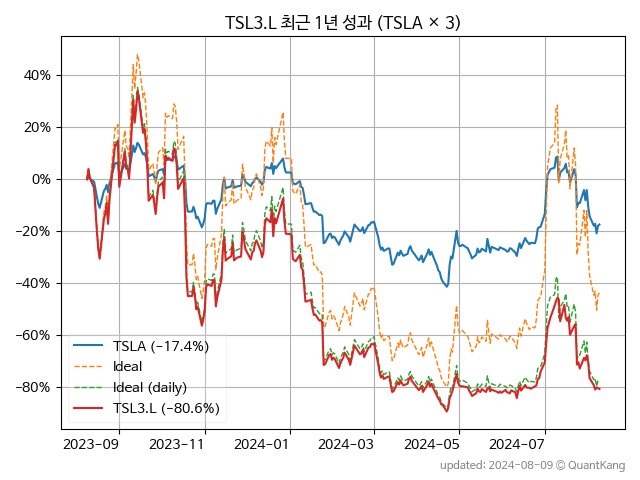 TSL3.L 최근 1년 성과 (TSLA × 3)
40%
20%
0%
−20%
−40%
−60%
−80%
TSLA (−17.4%)
Ideal
Ideal (daily)
TSL3.L (−80.6%)
2023-09
2023-11
2024-01
2024-03
2024-05
2024-07
updated: 2024-08-09 © QuantKang